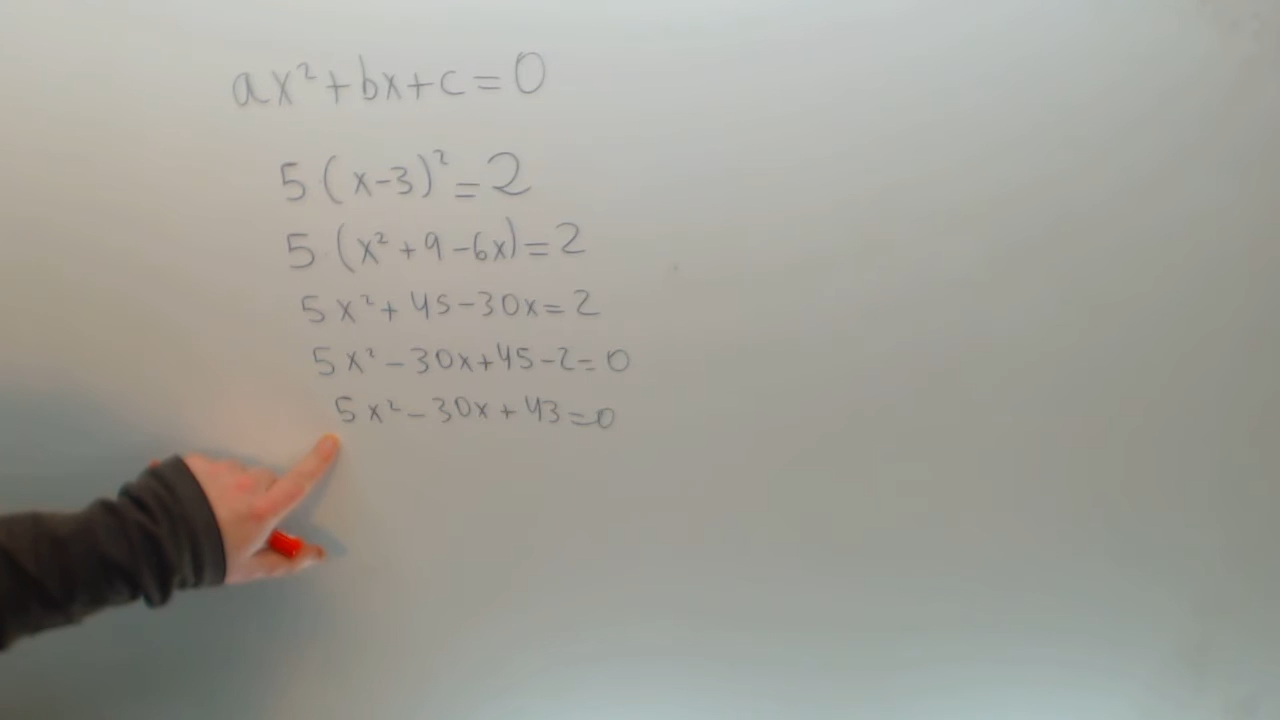 ax²+bx+c=0
5(x-3)²=2
5(x²+9-6x)=2
5x²+45-30x=2
5x²-30x+45-2=0
5x²-30x+43=0